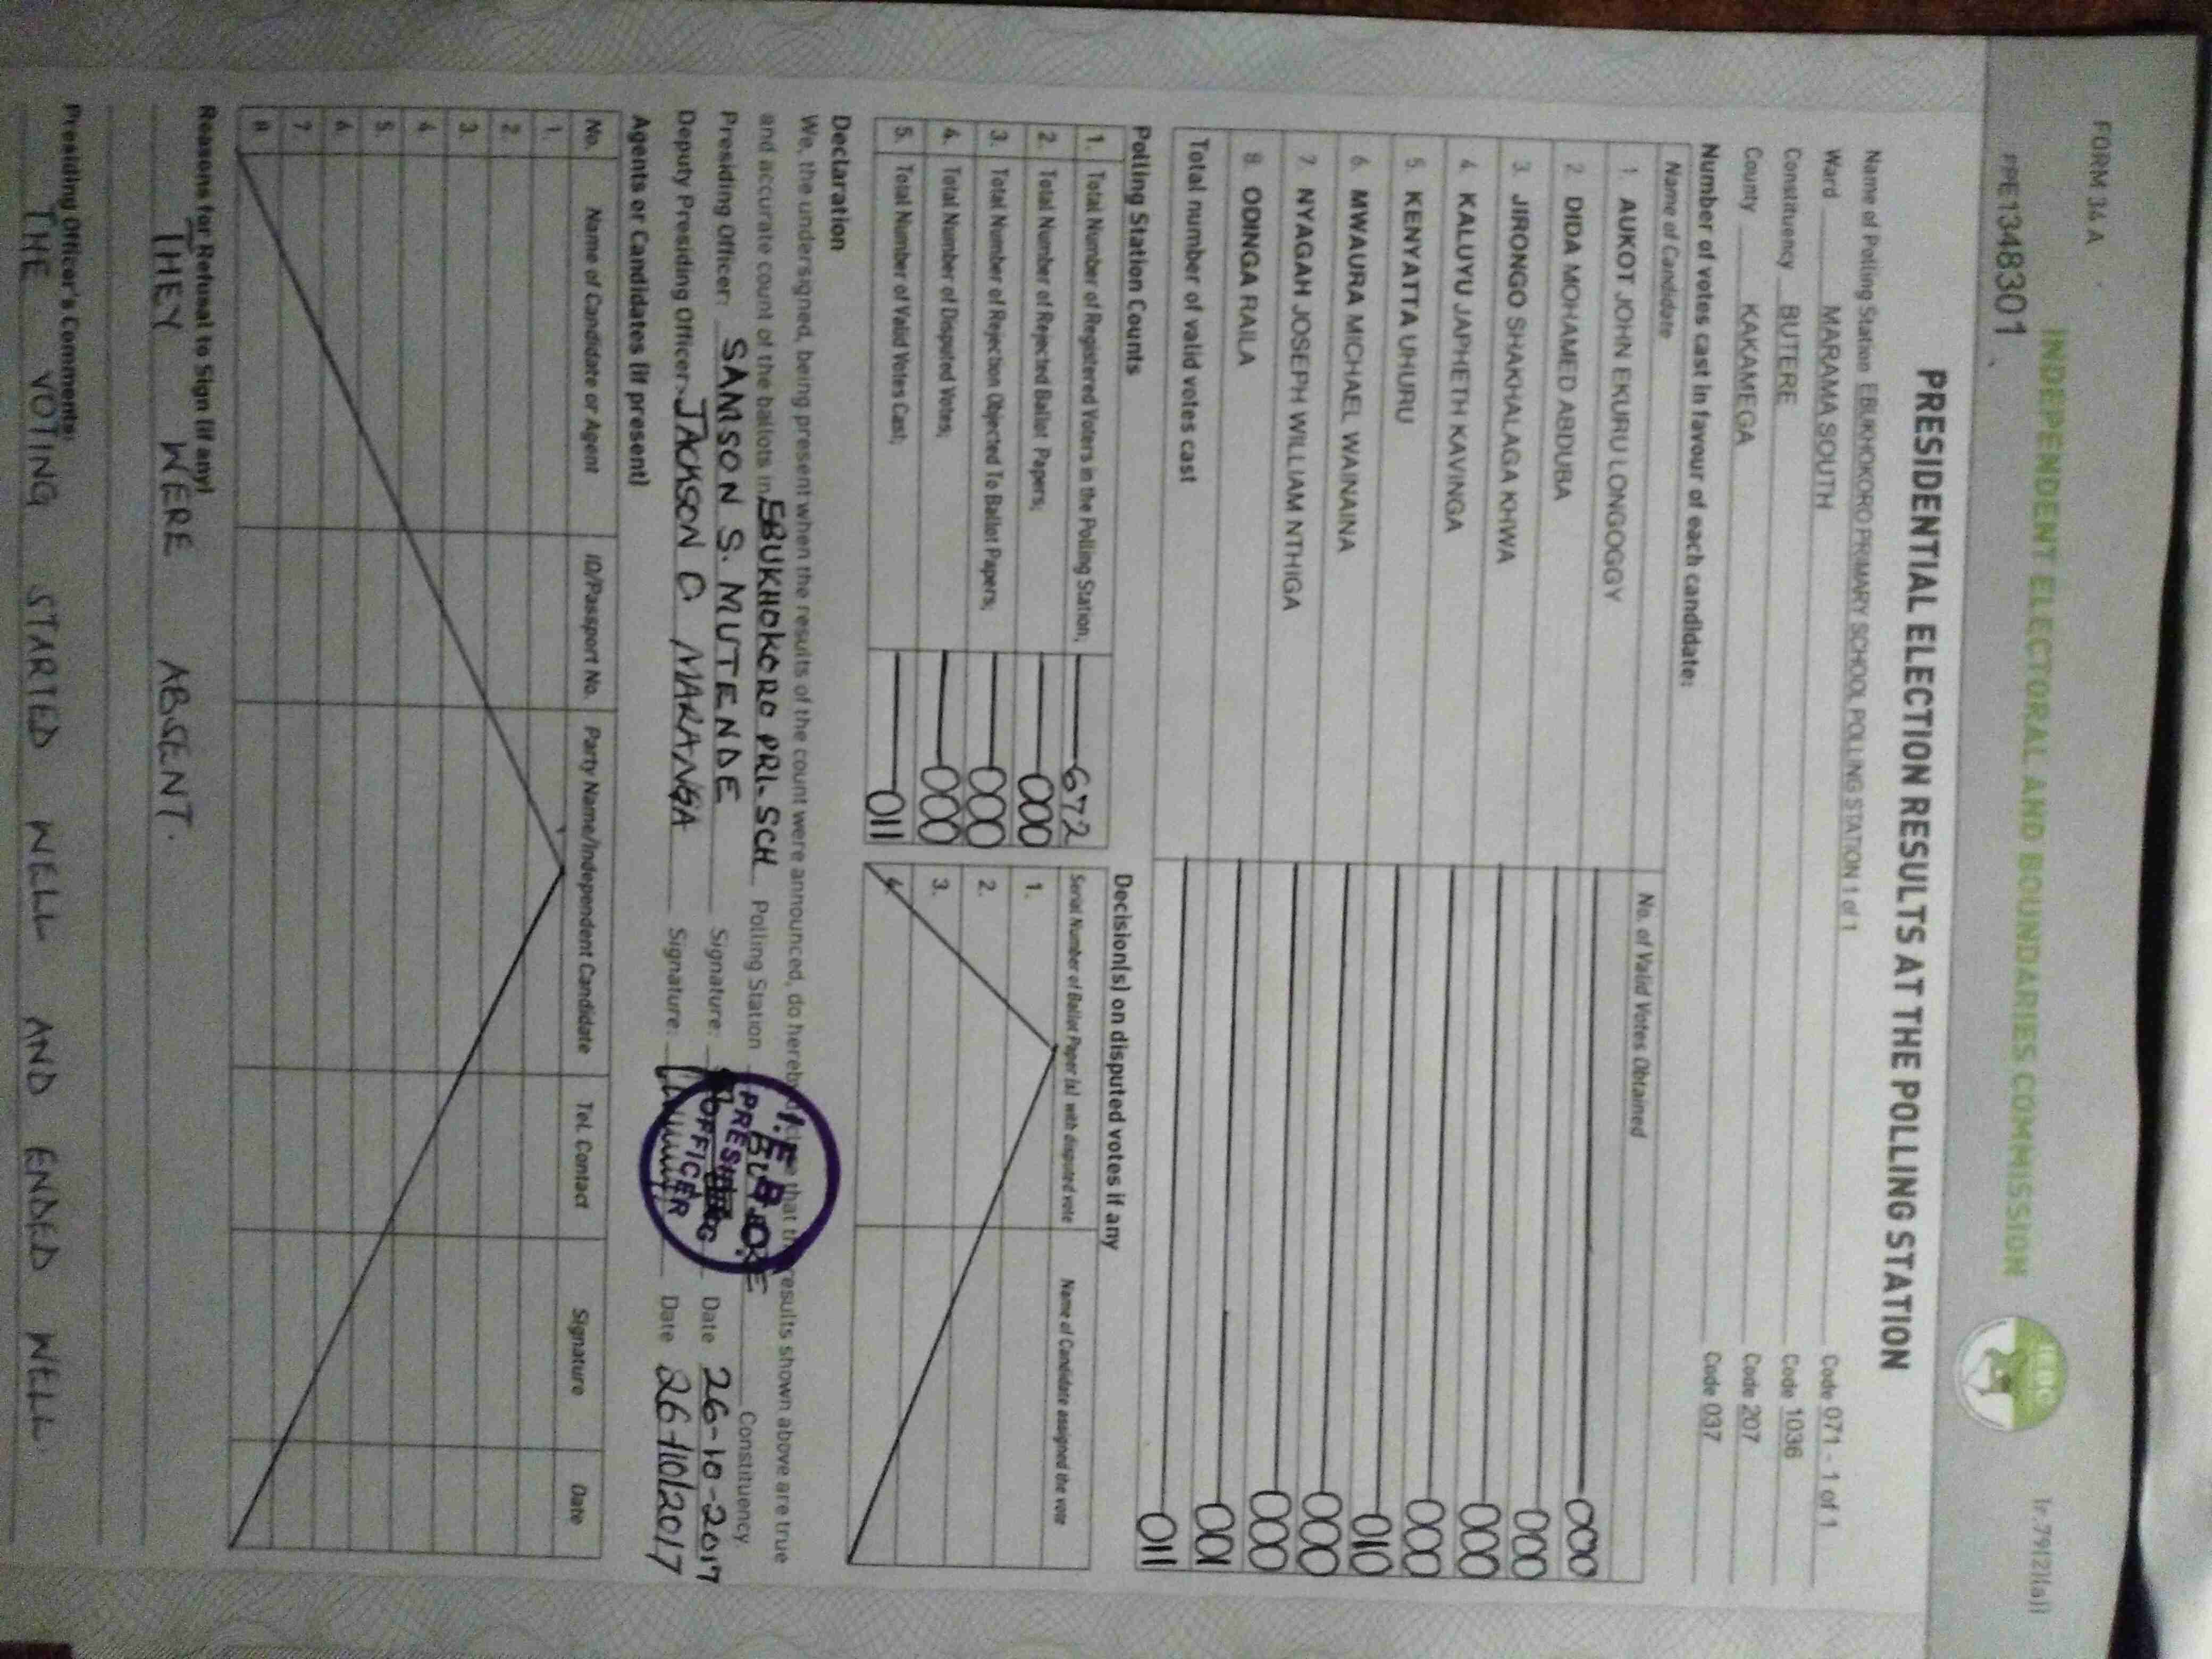 FORM 34 A
r. 79(2)(a)
INDEPENDENT ELECTORAL AND BOUNDARIES COMMISSION
IEBC
PPE1348301
PRESIDENTIAL ELECTION RESULTS AT THE POLLING STATION
Name of Polling Station EBUKHOKORO PRIMARY SCHOOL POLLING STATION 1 of 1 Code 071 - 1 of 1
Ward MARAMA SOUTH Code 1036
Constituency BUTERE Code 207
County KAKAMEGA Code 037
Number of votes cast in favour of each candidate:
Name of Candidate No. of Valid Votes Obtained
1. AUKOT JOHN EKURU LONGOGGY 000
2. DIDA MOHAMED ABDUBA 000
3. JIRONGO SHAKHALAGA KHWA 000
4. KALUYU JAPHETH KAVINGA 000
5. KENYATTA UHURU 010
6. MWAURA MICHAEL WAINAINA 000
7. NYAGAH JOSEPH WILLIAM NTHIGA 000
8. ODINGA RAILA 001
Total number of valid votes cast 011
Polling Station Counts
1. Total Number of Registered Voters in the Polling Station; 672
2. Total Number of Rejected Ballot Papers; 000
3. Total Number of Rejection Objected To Ballot Papers; 000
4. Total Number of Disputed Votes; 000
5. Total Number of Valid Votes Cast; 011
Decision(s) on disputed votes if any
Serial Number of Ballot Paper (s) with disputed vote Name of Candidate assigned the vote
1.
2.
3.
4.
Declaration
We, the undersigned, being present when the results of the count were announced, do hereby that the results shown above are true
and accurate count of the ballots in EBUKHOKORO PRI. SCH Polling Station BUTERE Constituency
Presiding Officer: SAMSON S. MUTENDE Signature: Date 26-10-2017
Deputy Presiding Officer: JACKSON O MARANGA Signature: Date 26/10/2017
PRESIDING
OFFICER
Agents or Candidates (if present)
No. Name of Candidate or Agent ID/Passport No. Party Name/Independent Candidate Tel. Contact Signature Date
1.
2.
3.
4.
5.
6.
7.
8.
Reasons for Refusal to Sign (if any)
THEY WERE ABSENT.
Presiding Officer's Comments:
THE VOTING STARTED WELL AND ENDED WELL